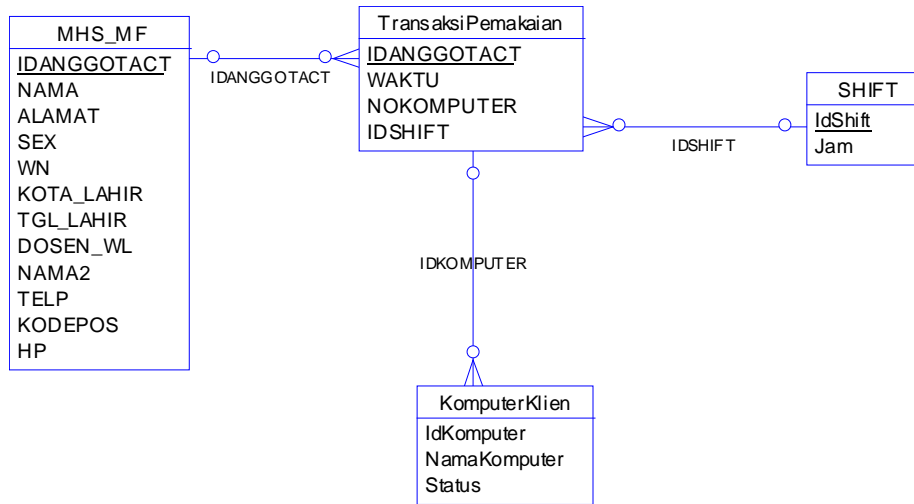 MHS_MF
IDANGGOTACT
NAMA
ALAMAT
SEX
WN
KOTA_LAHIR
TGL_LAHIR
DOSEN_WL
NAMA2
TELP
KODEPOS
HP
IDANGGOTACT
TransaksiPemakaian
IDANGGOTACT
WAKTU
NOKOMPUTER
IDSHIFT
IDSHIFT
SHIFT
IdShift
Jam
IDKOMPUTER
KomputerKlien
IdKomputer
NamaKomputer
Status